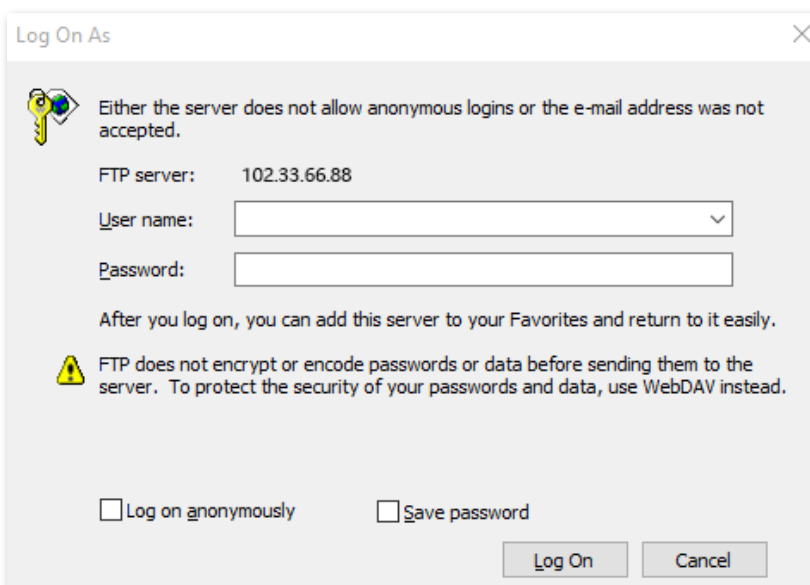 Log On As
Either the server does not allow anonymous logins or the e-mail address was not
accepted.
FTP server: 102.33.66.88
User name:
Password:
After you log on, you can add this server to your Favorites and return to it easily.
FTP does not encrypt or encode passwords or data before sending them to the
server.  To protect the security of your passwords and data, use WebDAV instead.
Log on anonymously Save password
Log On Cancel